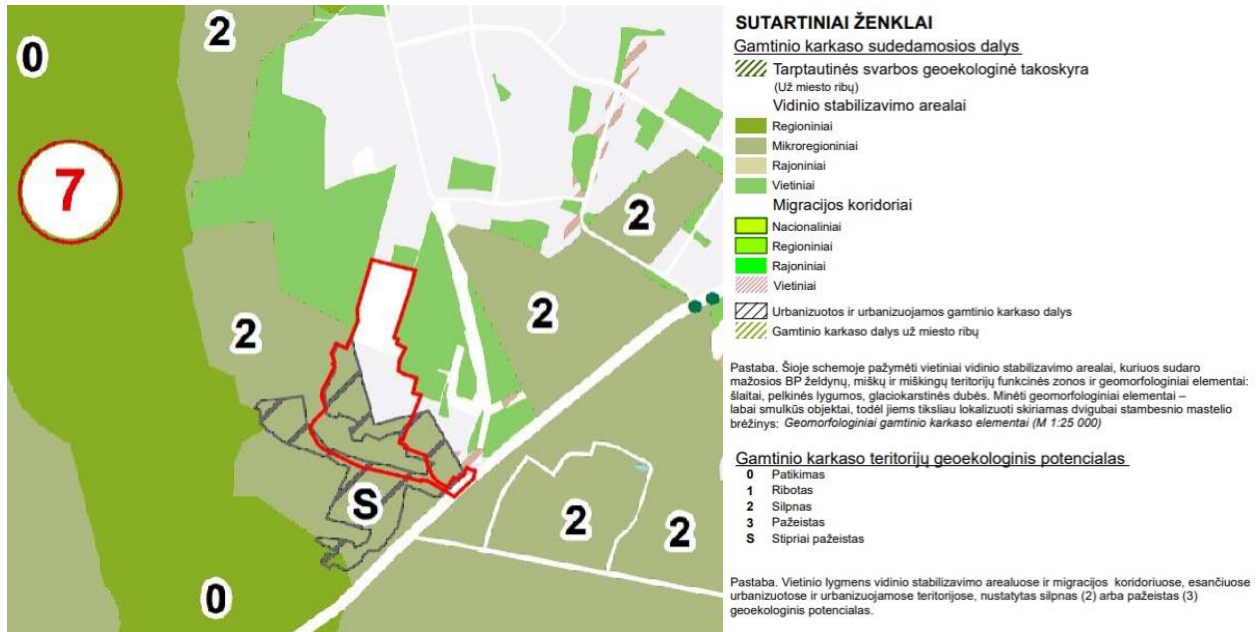 0
2
7
2
2
2
2
2
S
0
SUTARTINIAI ŽENKLAI
Gamtinio karkaso sudedamosios dalys
Tarptautinės svarbos geoekologinė takoskyra
(Už miesto ribų)
Vidinio stabilizavimo arealai
Regioniniai
Mikroregioniniai
Rajoniniai
Vietiniai
Migracijos koridoriai
Nacionaliniai
Regioniniai
Rajoniniai
Vietiniai
Urbanizuotos ir urbanizuojamos gamtinio karkaso dalys
Gamtinio karkaso dalys už miesto ribų
Pastaba. Šioje schemoje pažymėti vietiniai vidinio stabilizavimo arealai, kuriuos sudaro
mažosios BP želdynų, miškų ir miškingų teritorijų funkcinės zonos ir geomorfologiniai elementai:
šlaitai, pelkinės lygumos, glaciokarstinės dubės. Minėti geomorfologiniai elementai –
labai smulkūs objektai, todėl jiems tiksliau lokalizuoti skiriamas dvigubai stambesnio mastelio
brėžinys: Geomorfologiniai gamtinio karkaso elementai (M 1:25 000)
Gamtinio karkaso teritorijų geoekologinis potencialas
0 Patikimas
1 Ribotas
2 Silpnas
3 Pažeistas
S Stipriai pažeistas
Pastaba. Vietinio lygmens vidinio stabilizavimo arealuose ir migracijos koridoriuose, esančiuose
urbanizuotose ir urbanizuojamose teritorijose, nustatytas silpnas (2) arba pažeistas (3)
geoekologinis potencialas.